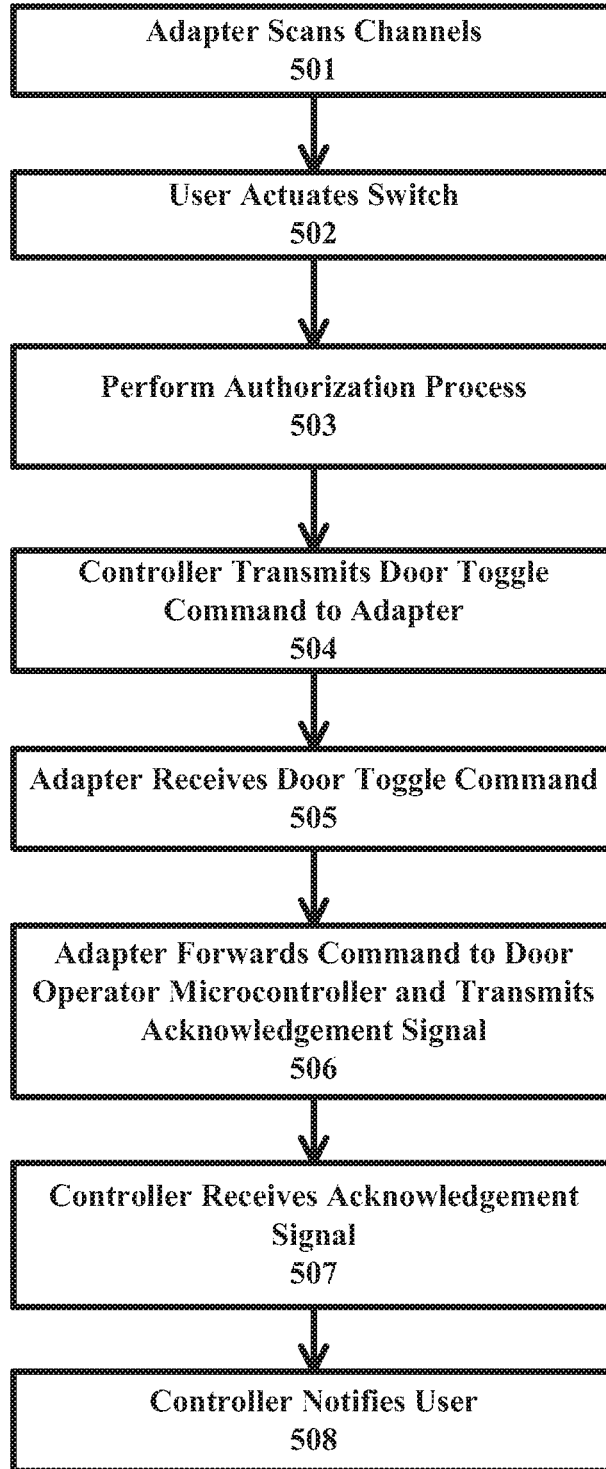 Adapter Scans Channels
501
User Actuates Switch
502
Perform Authorization Process
503
Controller Transmits Door Toggle
Command to Adapter
504
Adapter Receives Door Toggle Command
505
Adapter Forwards Command to Door
Operator Microcontroller and Transmits
Acknowledgement Signal
506
Controller Receives Acknowledgement
Signal
507
Controller Notifies User
508